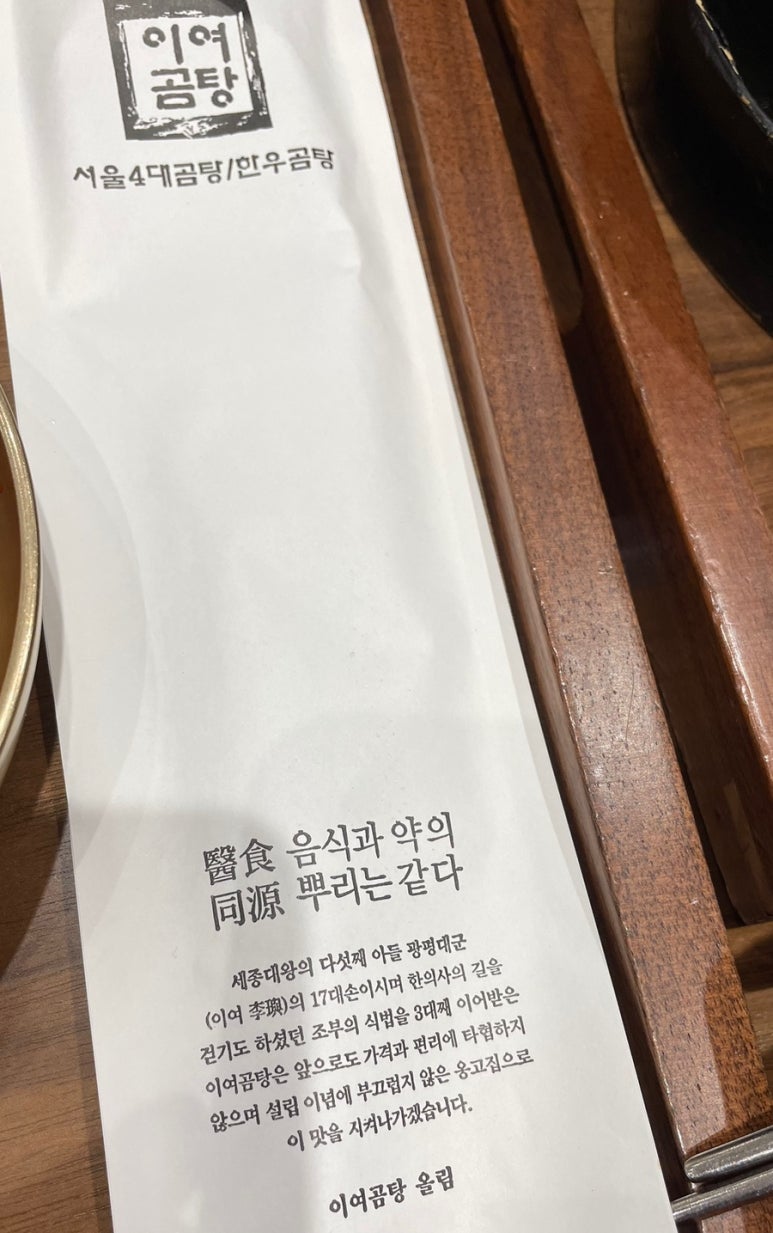 이여
곰탕
서울4대곰탕/한우곰탕
醫食 음식과 약의
同源 뿌리는 같다
세종대왕의 다섯째 아들 광평대군
(이여 李璵)의 17대손이시며 한의사의 길을
걷기도 하셨던 조부의 식법을 3대째 이어받은
이여곰탕은 앞으로도 가격과 편리에 타협하지
않으며 설립 이념에 부끄럽지 않은 옹고집으로
이 맛을 지켜나가겠습니다.
이여곰탕 올림